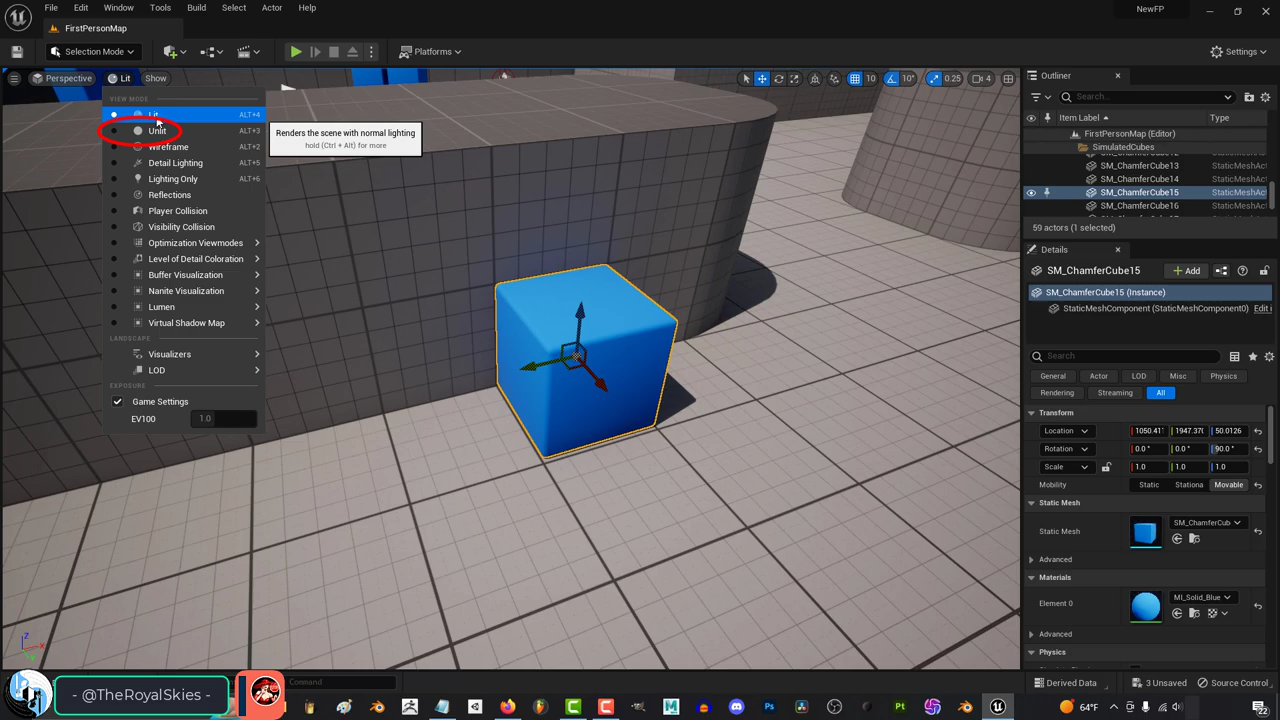 File Edit Window Tools Build Select Actor Help
NewFP
FirstPersonMap
Selection Mode
Platforms
Settings
Perspective Lit Show
10 10° 0.25 4
VIEW MODE
Lit ALT+4
Unlit ALT+3
Wireframe ALT+2
Detail Lighting ALT+5
Lighting Only ALT+6
Reflections
Player Collision
Visibility Collision
Optimization Viewmodes
Level of Detail Coloration
Buffer Visualization
Nanite Visualization
Lumen
Virtual Shadow Map
LANDSCAPE
Visualizers
LOD
EXPOSURE
Game Settings
EV100 1.0
Renders the scene with normal lighting
hold (Ctrl + Alt) for more
Outliner
Search...
Item Label Type
FirstPersonMap (Editor)
SimulatedCubes
SM_ChamferCube13 StaticMeshAct
SM_ChamferCube14 StaticMeshAct
SM_ChamferCube15 StaticMeshAct
SM_ChamferCube16 StaticMeshAct
59 actors (1 selected)
Details
SM_ChamferCube15
Add
SM_ChamferCube15 (Instance)
StaticMeshComponent (StaticMeshComponent0) Edit i
Search
General Actor LOD Misc Physics
Rendering Streaming All
Transform
Location 1050.41 1947.37 50.0126
Rotation 0.0 ° 0.0 ° 90.0 °
Scale 1.0 1.0 1.0
Mobility Static Stationa Movable
Static Mesh
Static Mesh SM_ChamferCub
Advanced
Materials
Element 0 MI_Solid_Blue
Advanced
Physics
Z X Y
- @TheRoyalSkies -
Command
Derived Data 3 Unsaved Source Control
Ps Pt 64°F 2